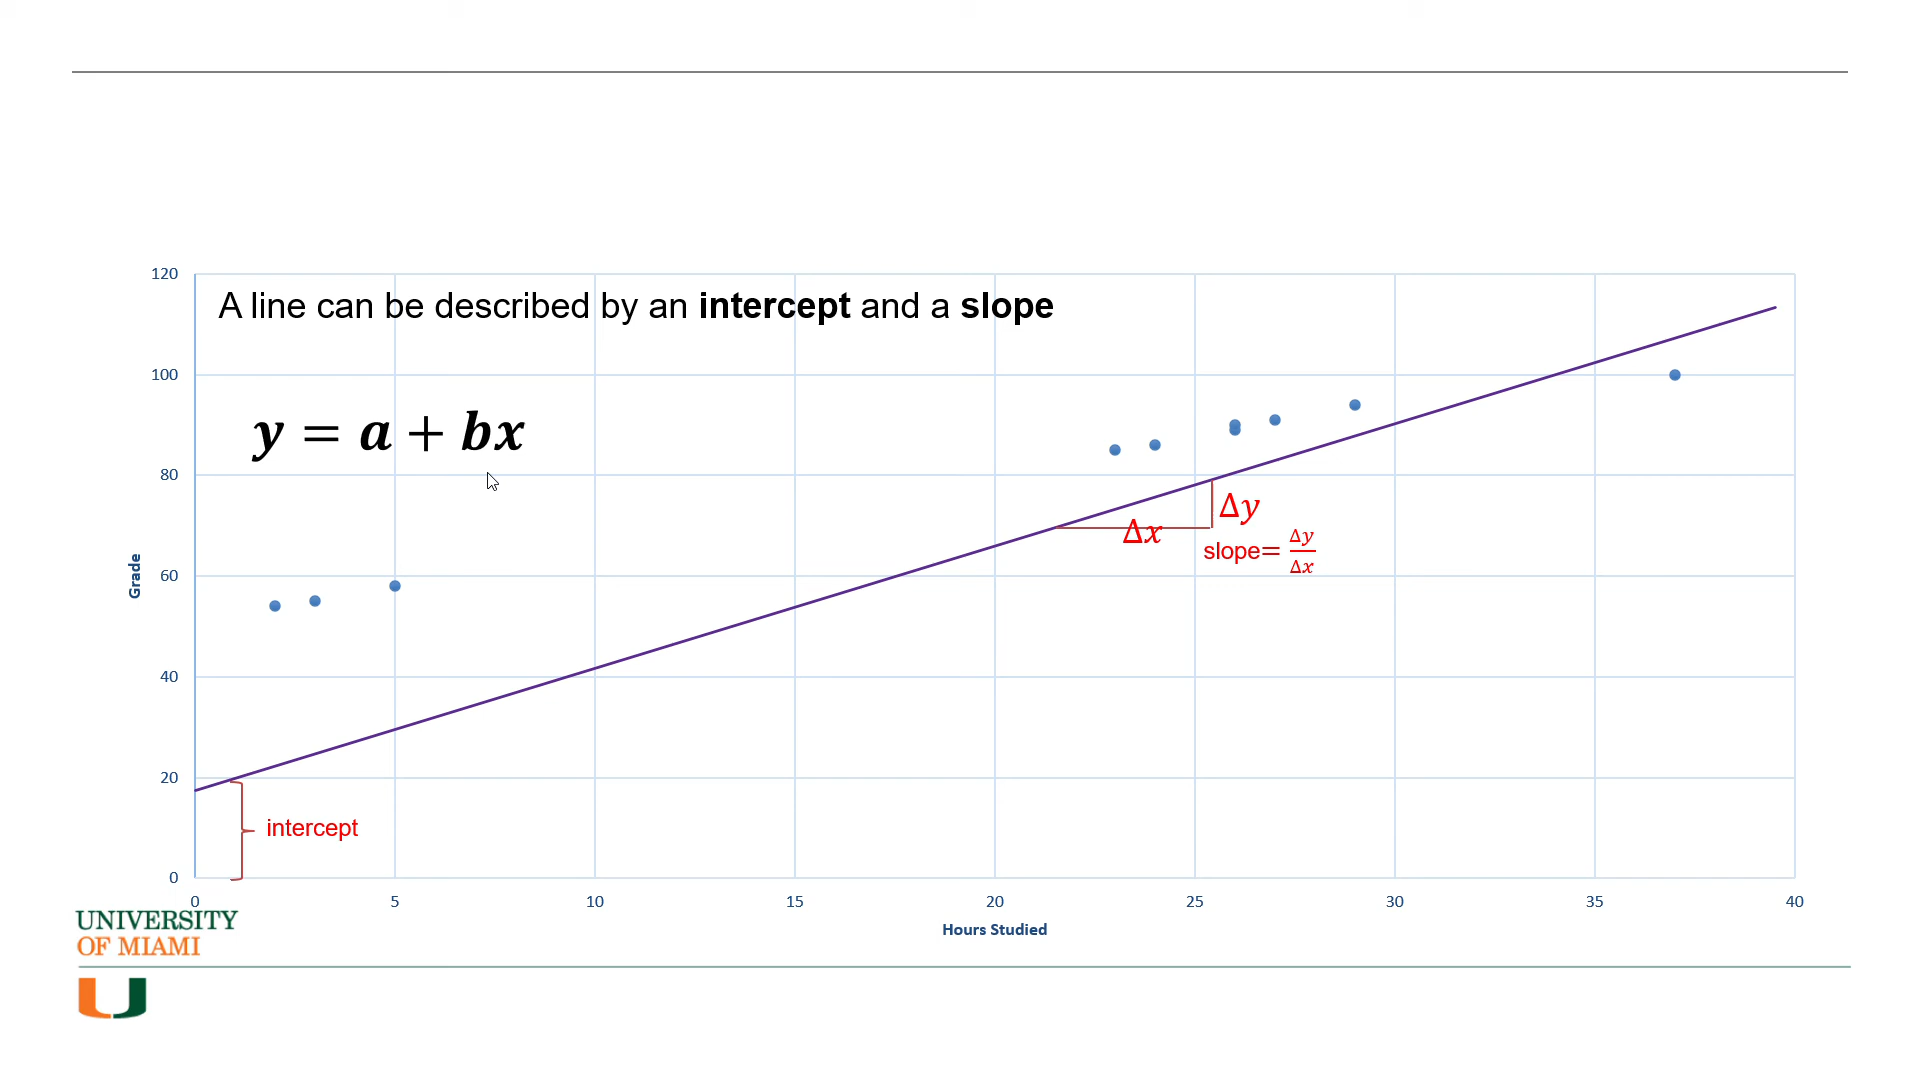 A line can be described by an intercept and a slope
y = a + bx
120
100
80
60
40
20
0
Grade
Δy
Δx
slope= Δy/Δx
intercept
0 5 10 15 20 25 30 35 40
Hours Studied
UNIVERSITY
OF MIAMI